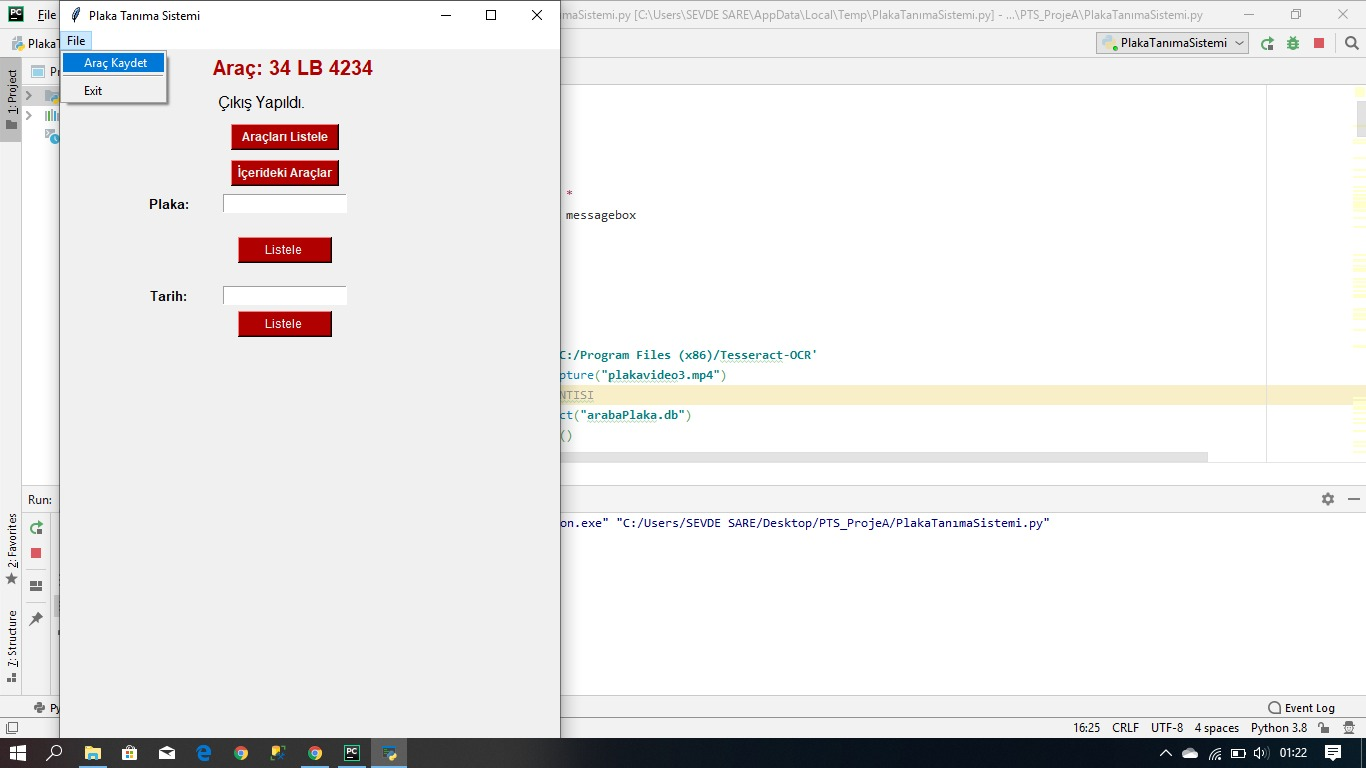 Plaka Tanıma Sistemi
File
Araç Kaydet
Exit
Araç: 34 LB 4234
Çıkış Yapıldı.
Araçları Listele
İçerideki Araçlar
Plaka:
Listele
Tarih:
Listele
File
maSistemi.py [C:\Users\SEVDE SARE\AppData\Local\Temp\PlakaTanımaSistemi.py] - ...\PTS_ProjeA\PlakaTanımaSistemi.py
PlakaT
PlakaTanımaSistemi
1: Project
Pr
*
messagebox
C:/Program Files (x86)/Tesseract-OCR'
pture("plakavideo3.mp4")
NTISI
ct("arabaPlaka.db")
()
Run:
on.exe" "C:/Users/SEVDE SARE/Desktop/PTS_ProjeA/PlakaTanımaSistemi.py"
2: Favorites
7: Structure
Py
Event Log
16:25 CRLF UTF-8 4 spaces Python 3.8
01:22